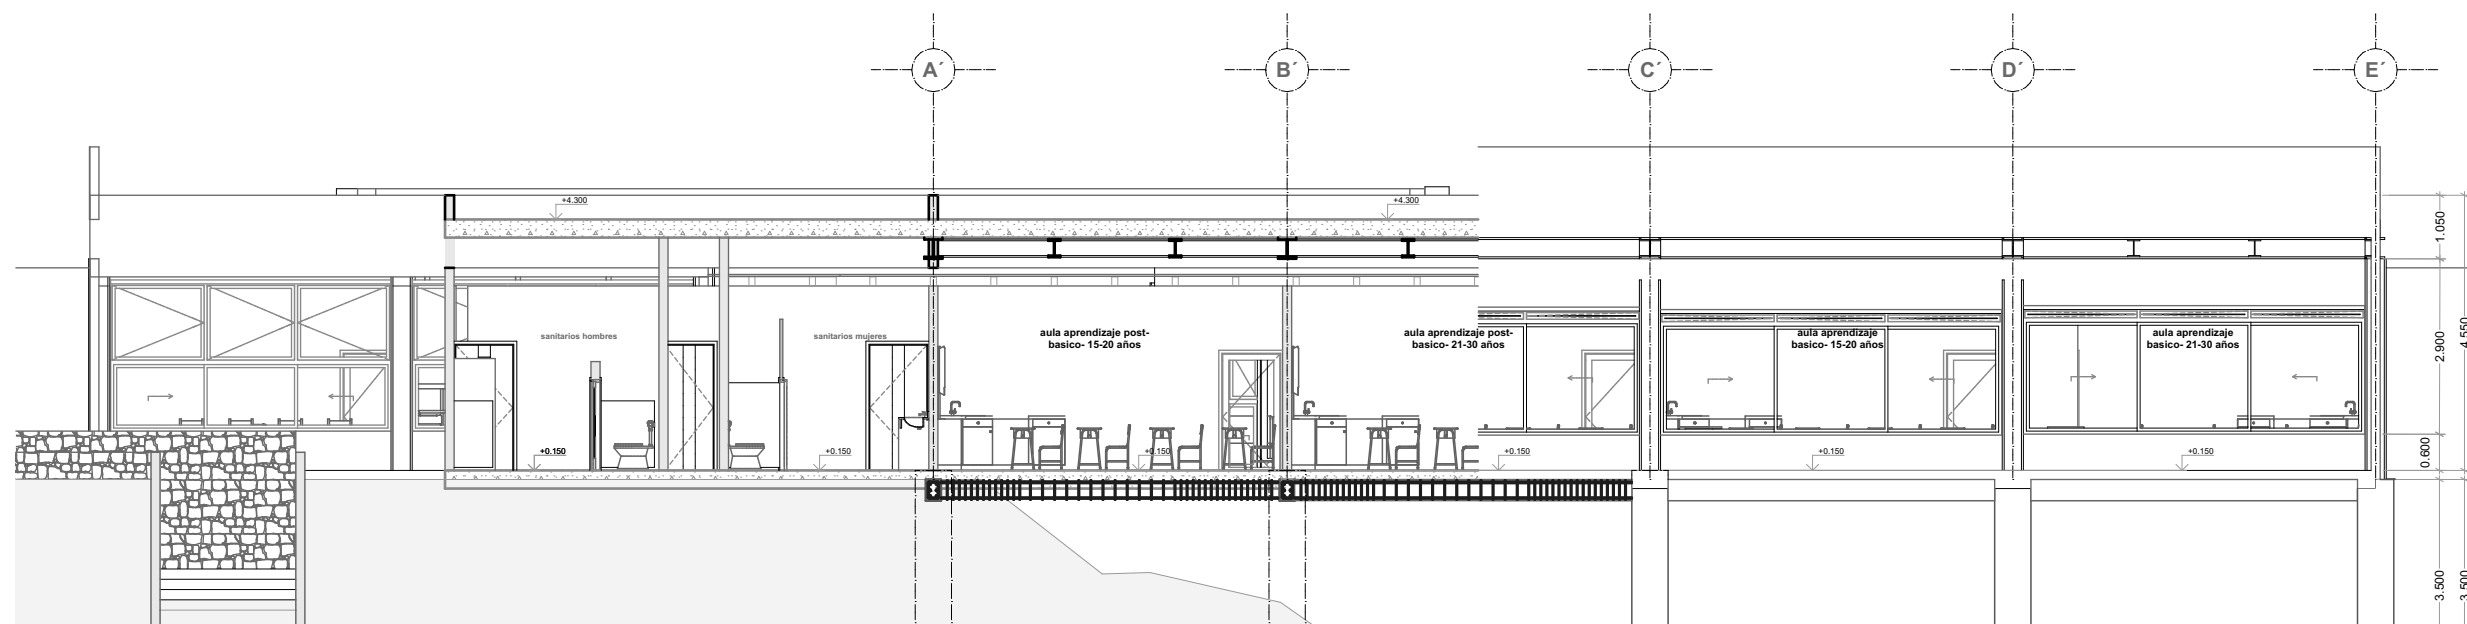 A´
B´
C´
D´
E´
+4.300
+4.300
1.050
sanitarios hombres
sanitarios mujeres
aula aprendizaje post-
basico- 15-20 años
aula aprendizaje post-
basico- 21-30 años
aula aprendizaje
basico- 15-20 años
aula aprendizaje
basico- 21-30 años
2.900
4.550
+0.150
+0.150
+0.150
+0.150
+0.150
+0.150
0.600
3.500
3.500